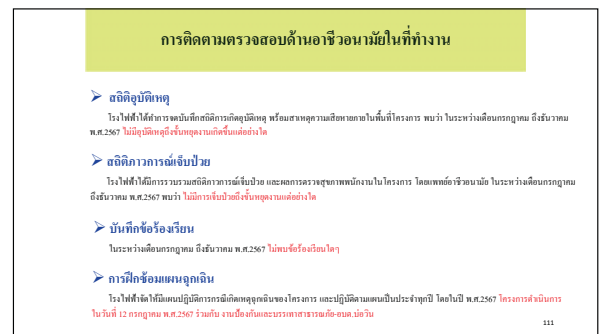 การติดตามตรวจสอบด้านอาชีวอนามัยในที่ทำงาน
➢ สถิติอุบัติเหตุ
โรงไฟฟ้าได้ทำการจดบันทึกสถิติการเกิดอุบัติเหตุ พร้อมสาเหตุความเสียหายภายในพื้นที่โครงการ พบว่า ในระหว่างเดือนกรกฎาคม ถึงธันวาคม
พ.ศ.2567 ไม่มีอุบัติเหตุถึงขั้นหยุดงานเกิดขึ้นแต่อย่างใด
➢ สถิติภาวการณ์เจ็บป่วย
โรงไฟฟ้าได้มีการรวบรวมสถิติภาวการณ์เจ็บป่วย และผลการตรวจสุขภาพพนักงานในโครงการ โดยแพทย์อาชีวอนามัย ในระหว่างเดือนกรกฎาคม
ถึงธันวาคม พ.ศ.2567 พบว่า ไม่มีการเจ็บป่วยถึงขั้นหยุดงานแต่อย่างใด
➢ บันทึกข้อร้องเรียน
ในระหว่างเดือนกรกฎาคม ถึงธันวาคม พ.ศ.2567 ไม่พบข้อร้องเรียนใดๆ
➢ การฝึกซ้อมแผนฉุกเฉิน
โรงไฟฟ้าจัดให้มีแผนปฏิบัติการกรณีเกิดเหตุฉุกเฉินของโครงการ และปฏิบัติตามแผนเป็นประจำทุกปี โดยในปี พ.ศ.2567 โครงการดำเนินการ
ในวันที่ 12 กรกฎาคม พ.ศ.2567 ร่วมกับ งานป้องกันและบรรเทาสาธารณภัย-อบต.บ่อวิน
111